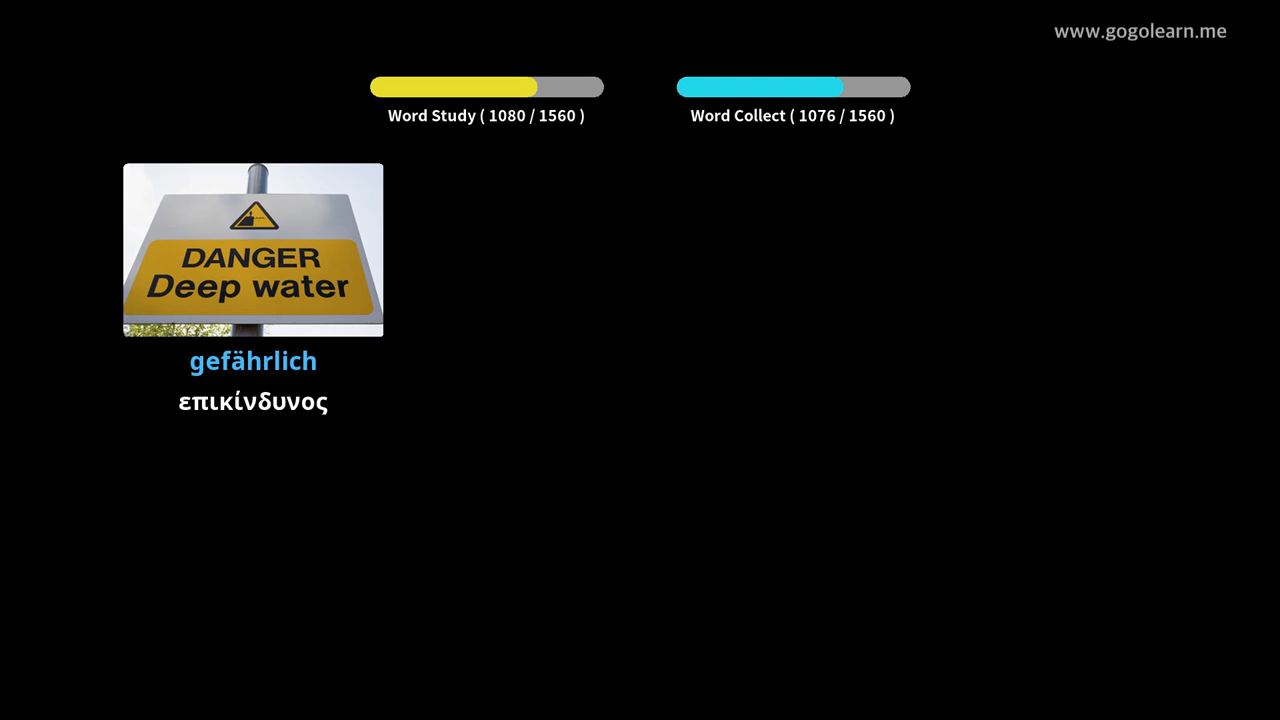 www.gogolearn.me
Word Study ( 1080 / 1560 )
Word Collect ( 1076 / 1560 )
DANGER
Deep water
gefährlich
επικίνδυνος